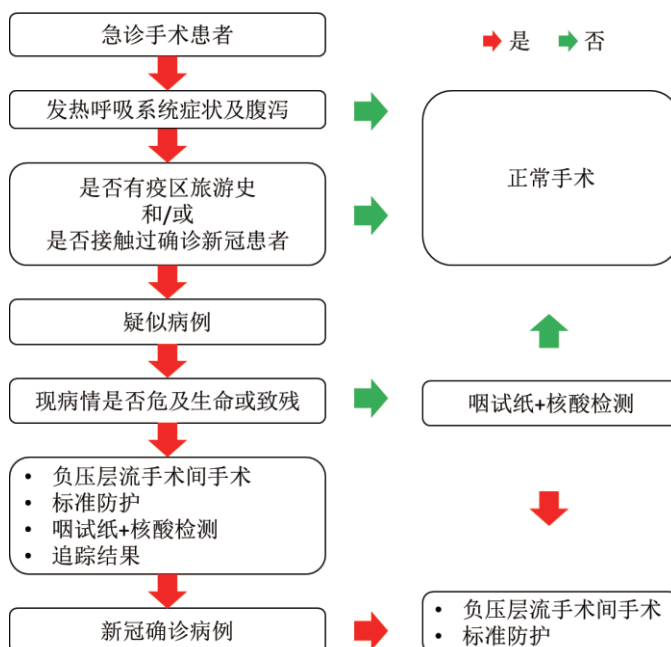 急诊手术患者
是 否
发热呼吸系统症状及腹泻
正常手术
是否有疫区旅游史
和/或
是否接触过确诊新冠患者
疑似病例
现病情是否危及生命或致残
咽试纸+核酸检测
• 负压层流手术间手术
• 标准防护
• 咽试纸+核酸检测
• 追踪结果
新冠确诊病例
• 负压层流手术间手术
• 标准防护